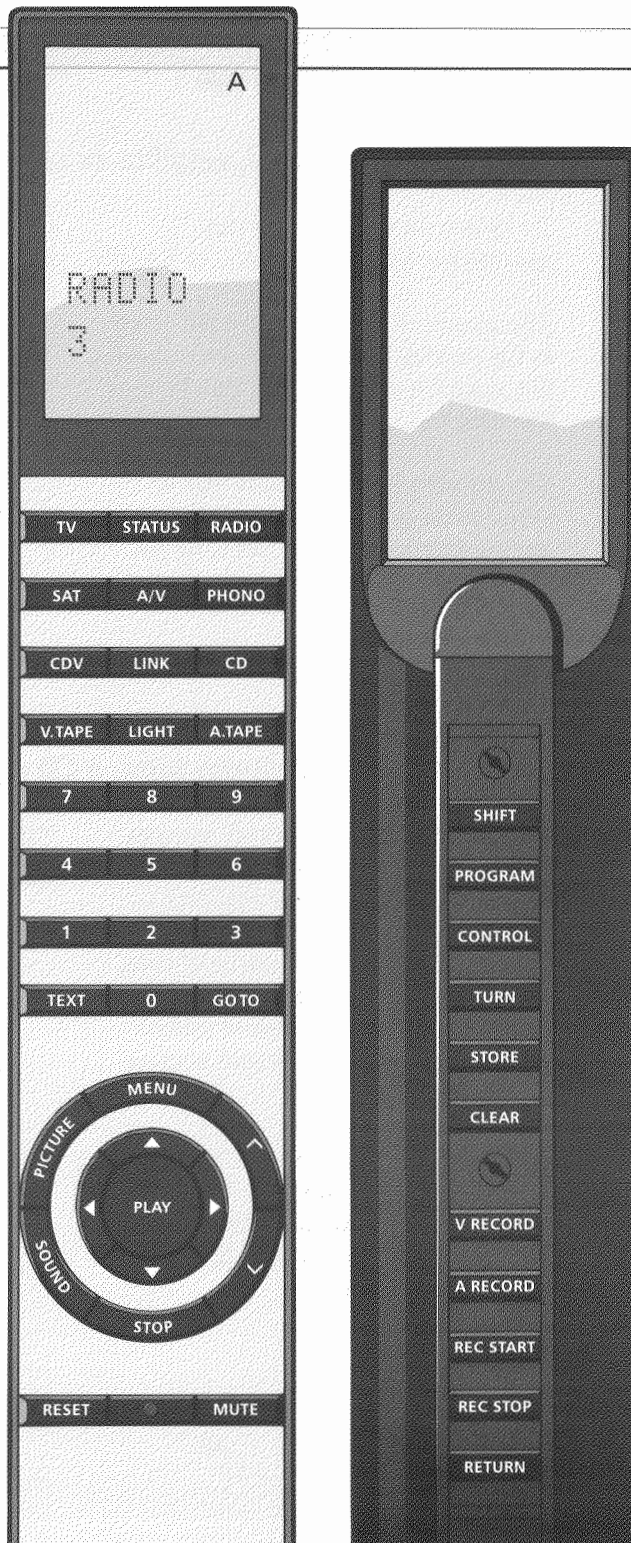 A
RADIO
3
TV STATUS RADIO
SAT A/V PHONO
CDV LINK CD
V.TAPE LIGHT A.TAPE
7 8 9
4 5 6
1 2 3
TEXT 0 GO TO
MENU
PICTURE
PLAY
SOUND
STOP
RESET MUTE
SHIFT
PROGRAM
CONTROL
TURN
STORE
CLEAR
V RECORD
A RECORD
REC START
REC STOP
RETURN